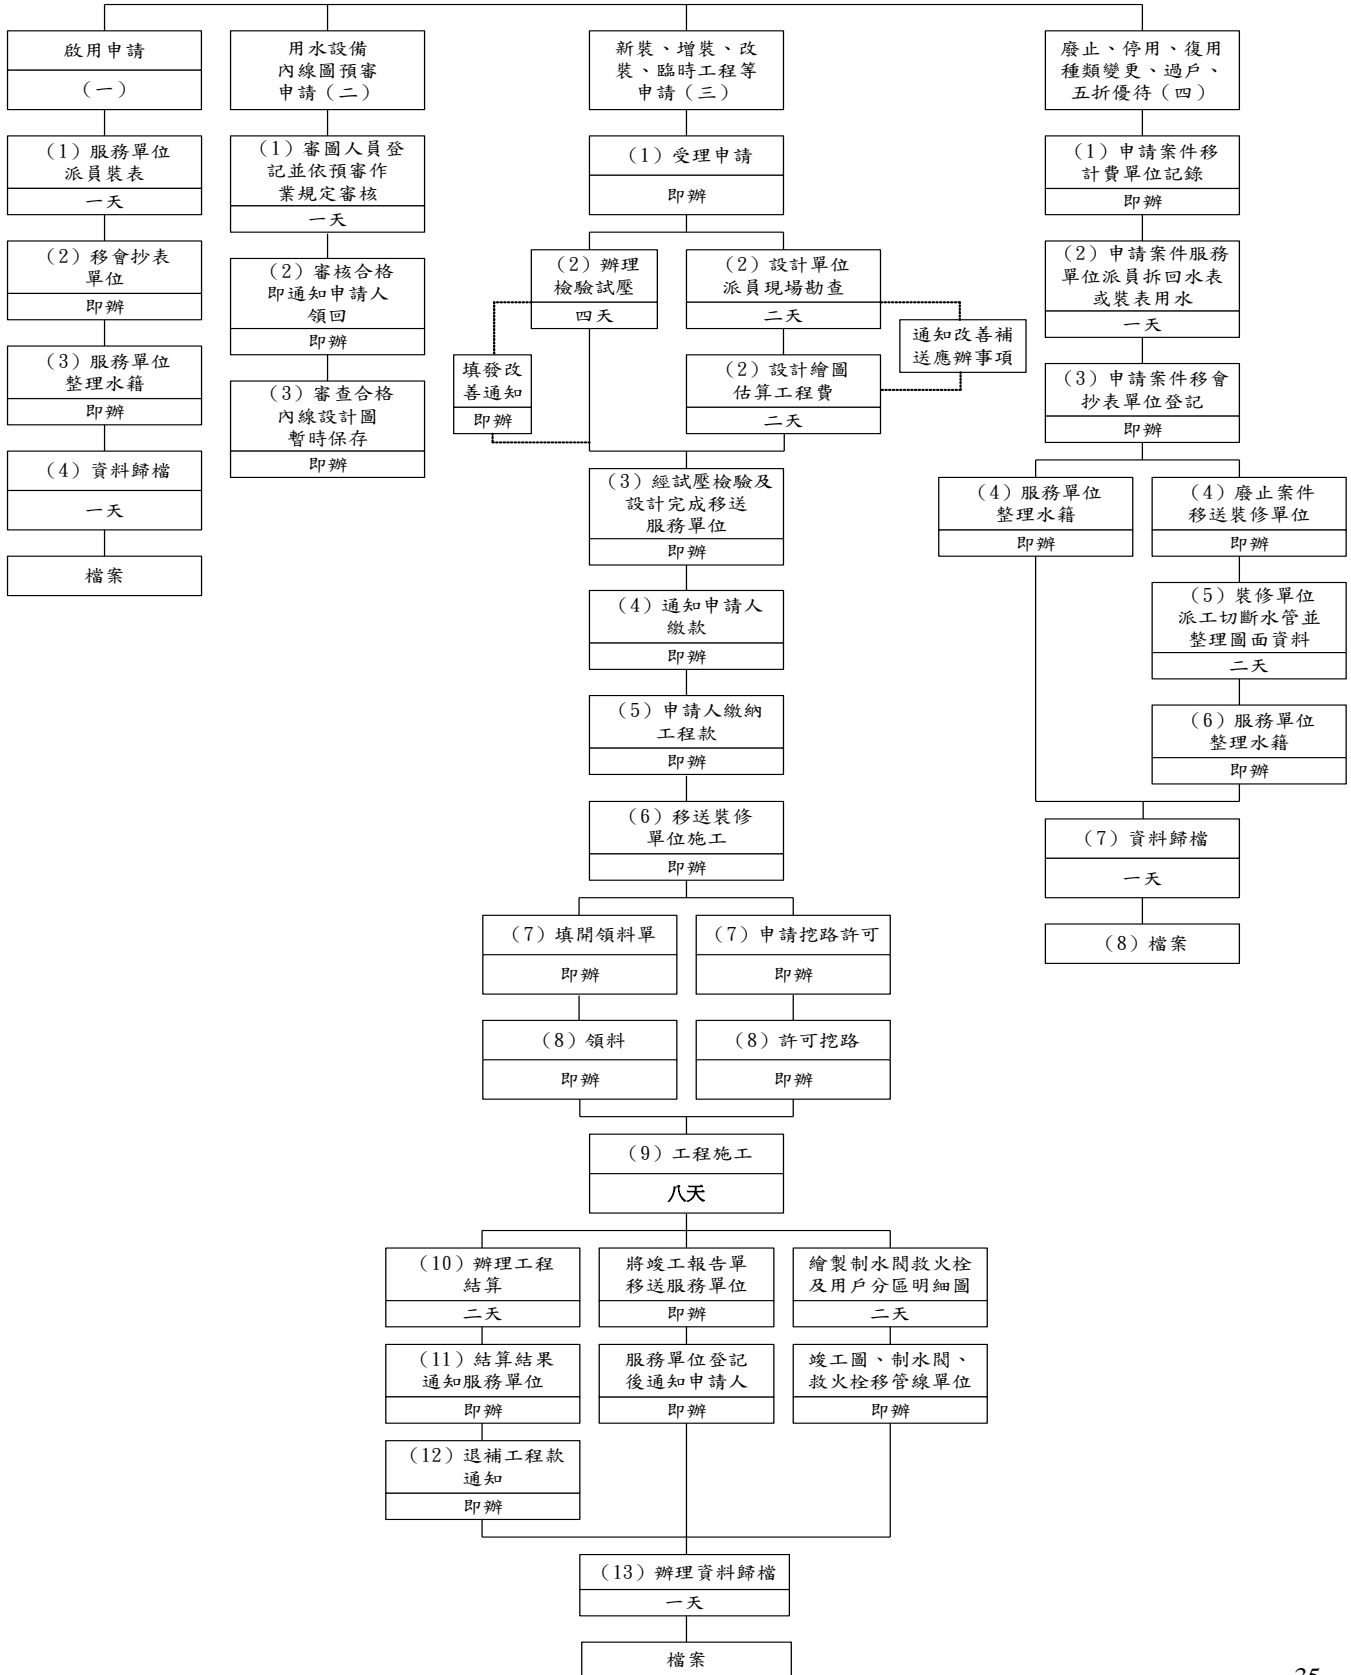 啟用申請
（一）
（1）服務單位
派員裝表
一天
（2）移會抄表
單位
即辦
（3）服務單位
整理水籍
即辦
（4）資料歸檔
一天
檔案
用水設備
內線圖預審
申請（二）
（1）審圖人員登
記並依預審作
業規定審核
一天
（2）審核合格
即通知申請人
領回
即辦
（3）審查合格
內線設計圖
暫時保存
即辦
新裝、增裝、改
裝、臨時工程等
申請（三）
（1）受理申請
即辦
（2）辦理
檢驗試壓
四天
填發改
善通知
即辦
（2）設計單位
派員現場勘查
二天
通知改善補
送應辦事項
（2）設計繪圖
估算工程費
二天
（3）經試壓檢驗及
設計完成移送
服務單位
即辦
（4）通知申請人
繳款
即辦
（5）申請人繳納
工程款
即辦
（6）移送裝修
單位施工
即辦
（7）填開領料單
即辦
（8）領料
即辦
（7）申請挖路許可
即辦
（8）許可挖路
即辦
（9）工程施工
八天
（10）辦理工程
結算
二天
（11）結算結果
通知服務單位
即辦
（12）退補工程款
通知
即辦
將竣工報告單
移送服務單位
即辦
服務單位登記
後通知申請人
即辦
繪製制水閥救火栓
及用戶分區明細圖
二天
竣工圖、制水閥、
救火栓移管線單位
即辦
（13）辦理資料歸檔
一天
檔案
廢止、停用、復用
種類變更、過戶、
五折優待（四）
（1）申請案件移
計費單位記錄
即辦
（2）申請案件服務
單位派員拆回水表
或裝表用水
一天
（3）申請案件移會
抄表單位登記
即辦
（4）服務單位
整理水籍
即辦
（4）廢止案件
移送裝修單位
即辦
（5）裝修單位
派工切斷水管並
整理圖面資料
二天
（6）服務單位
整理水籍
即辦
（7）資料歸檔
一天
（8）檔案